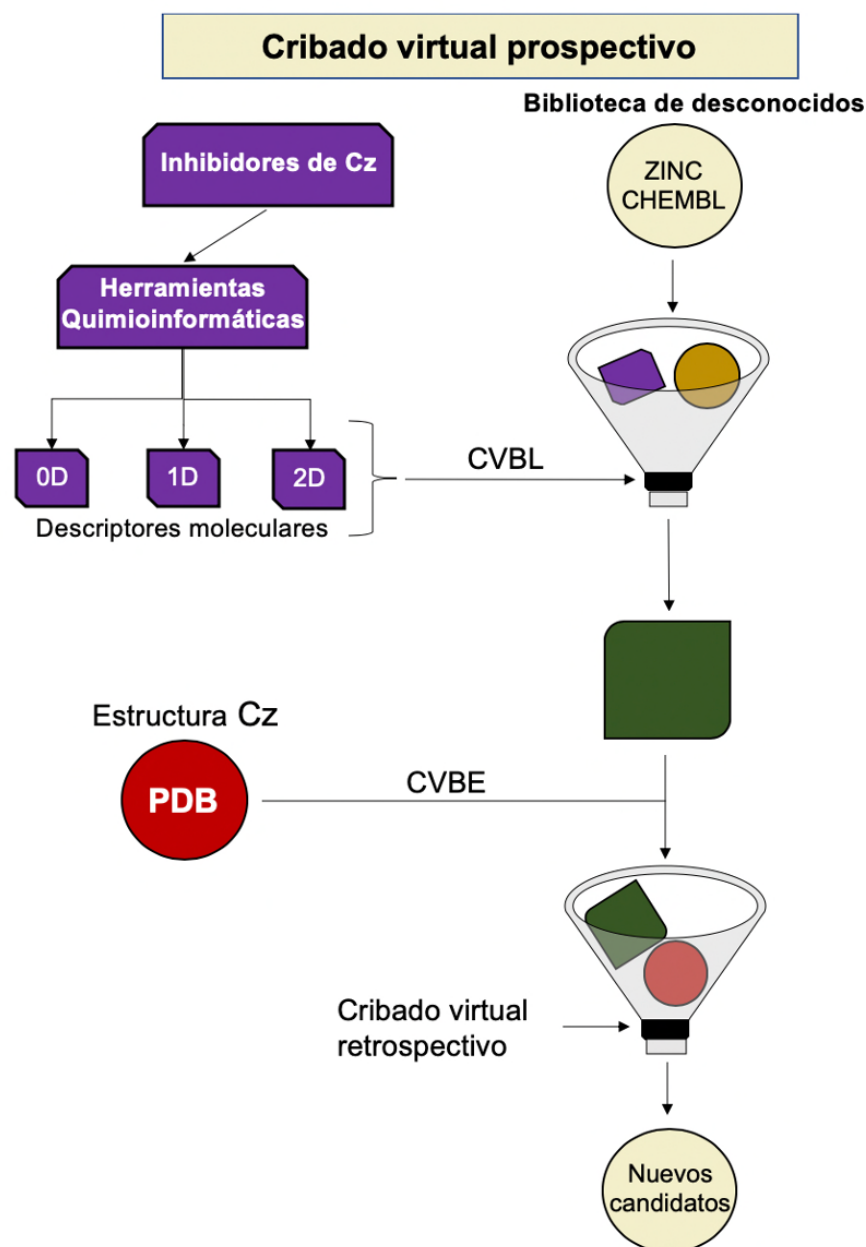 Cribado virtual prospectivo
Biblioteca de desconocidos
Inhibidores de Cz
ZINC
CHEMBL
Herramientas
Quimioinformáticas
0D
1D
2D
CVBL
Descriptores moleculares
Estructura Cz
PDB
CVBE
Cribado virtual
retrospectivo
Nuevos
candidatos